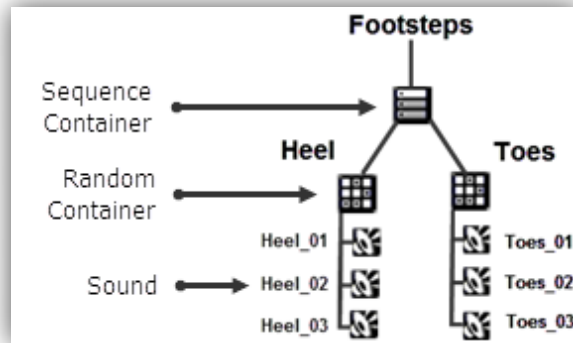 Footsteps
Sequence
Container
Heel
Toes
Random
Container
Heel_01
Toes_01
Sound
Heel_02
Toes_02
Heel_03
Toes_03